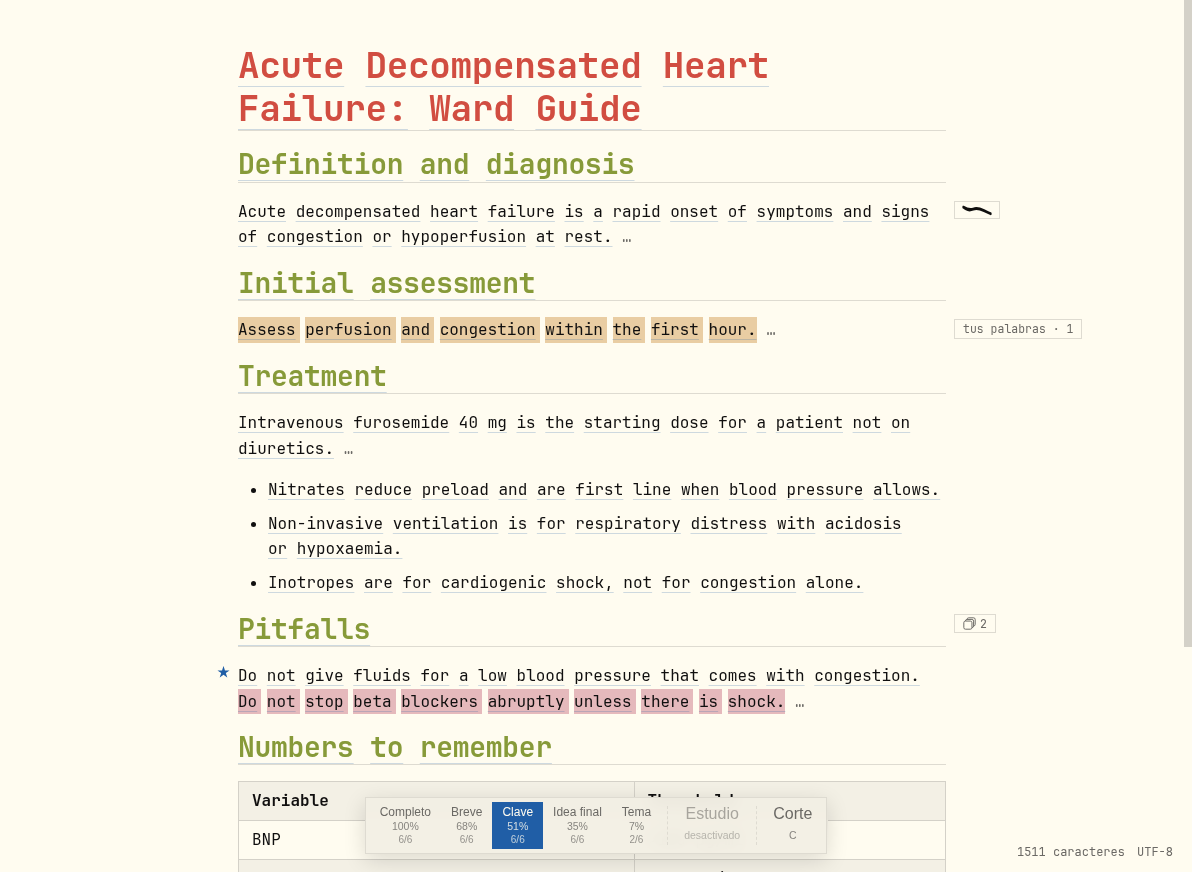 Acute Decompensated Heart
Failure: Ward Guide
Definition and diagnosis
Acute decompensated heart failure is a rapid onset of symptoms and signs
of congestion or hypoperfusion at rest. …
Initial assessment
Assess perfusion and congestion within the first hour. …
tus palabras · 1
Treatment
Intravenous furosemide 40 mg is the starting dose for a patient not on
diuretics. …
• Nitrates reduce preload and are first line when blood pressure allows.
• Non-invasive ventilation is for respiratory distress with acidosis
or hypoxaemia.
• Inotropes are for cardiogenic shock, not for congestion alone.
Pitfalls
2
★ Do not give fluids for a low blood pressure that comes with congestion.
Do not stop beta blockers abruptly unless there is shock. …
Numbers to remember
Variable
BNP
Completo Breve Clave Idea final Tema Estudio Corte
100% 68% 51% 35% 7% desactivado C
6/6 6/6 6/6 6/6 2/6
1511 caracteres UTF-8